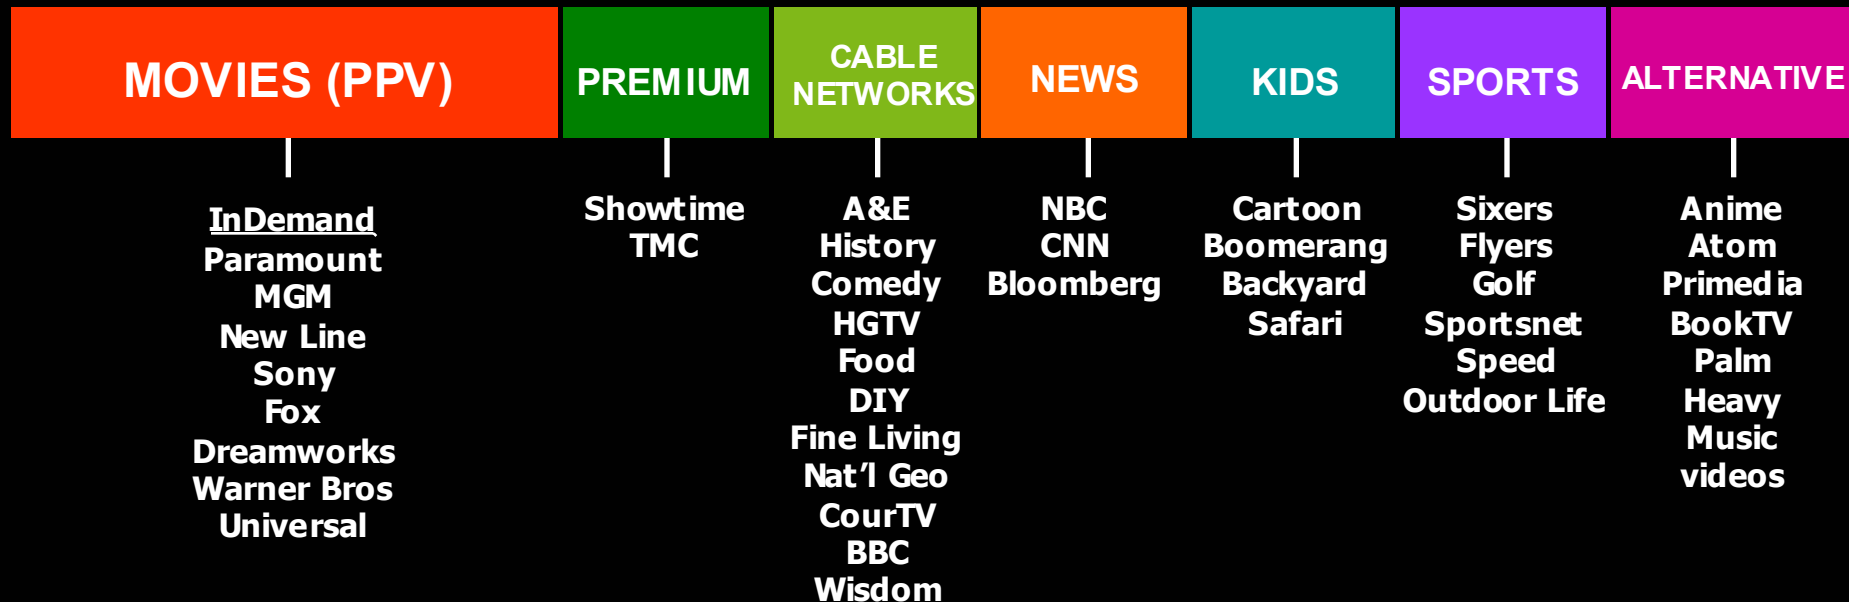 MOVIES (PPV)
InDemand
Paramount
MGM
New Line
Sony
Fox
Dreamworks
Warner Bros
Universal
PREMIUM
Showtime
TMC
CABLE
NETWORKS
A&E
History
Comedy
HGTV
Food
DIY
Fine Living
Nat’l Geo
CourTV
BBC
Wisdom
NEWS
NBC
CNN
Bloomberg
KIDS
Cartoon
Boomerang
Backyard
Safari
SPORTS
Sixers
Flyers
Golf
Sportsnet
Speed
Outdoor Life
ALTERNATIVE
Anime
Atom
Primedia
BookTV
Palm
Heavy
Music
videos